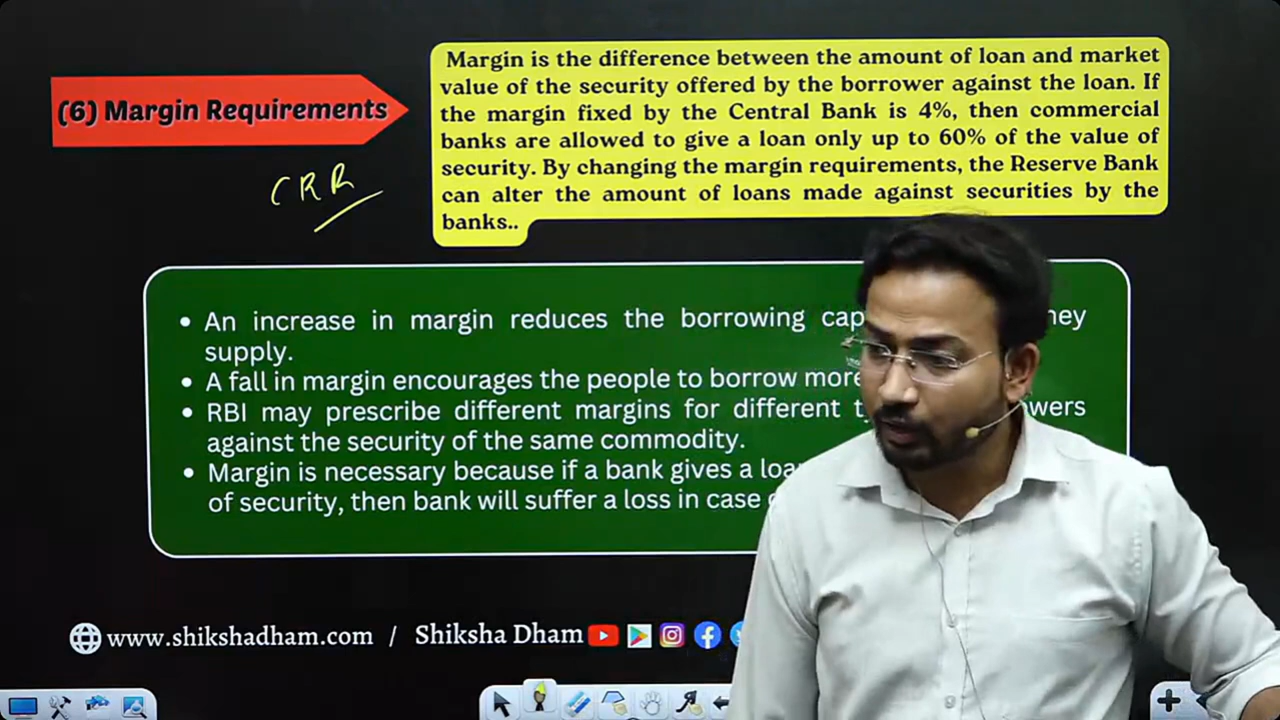 (6) Margin Requirements
CRR
Margin is the difference between the amount of loan and market
value of the security offered by the borrower against the loan. If
the margin fixed by the Central Bank is 4%, then commercial
banks are allowed to give a loan only up to 60% of the value of
security. By changing the margin requirements, the Reserve Bank
can alter the amount of loans made against securities by the
banks..
• An increase in margin reduces the borrowing
supply.
• A fall in margin encourages the people to borrow more
• RBI may prescribe different margins for different
against the security of the same commodity.
• Margin is necessary because if a bank gives a
of security, then bank will suffer a loss in case
www.shikshadham.com / Shiksha Dham